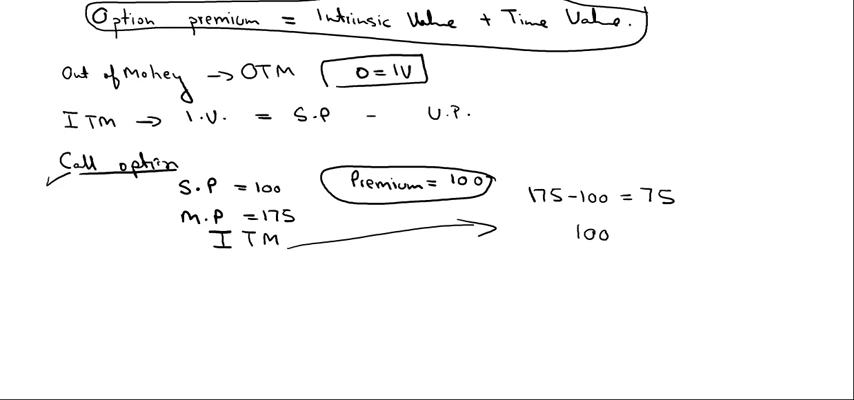 Option premium = Intrinsic Value + Time Value.
Out of Money → OTM 0 = IV
ITM → I.V. = S.P - U.P.
Call option
S.P = 100 Premium = 100 175-100 = 75
M.P = 175
ITM → 100